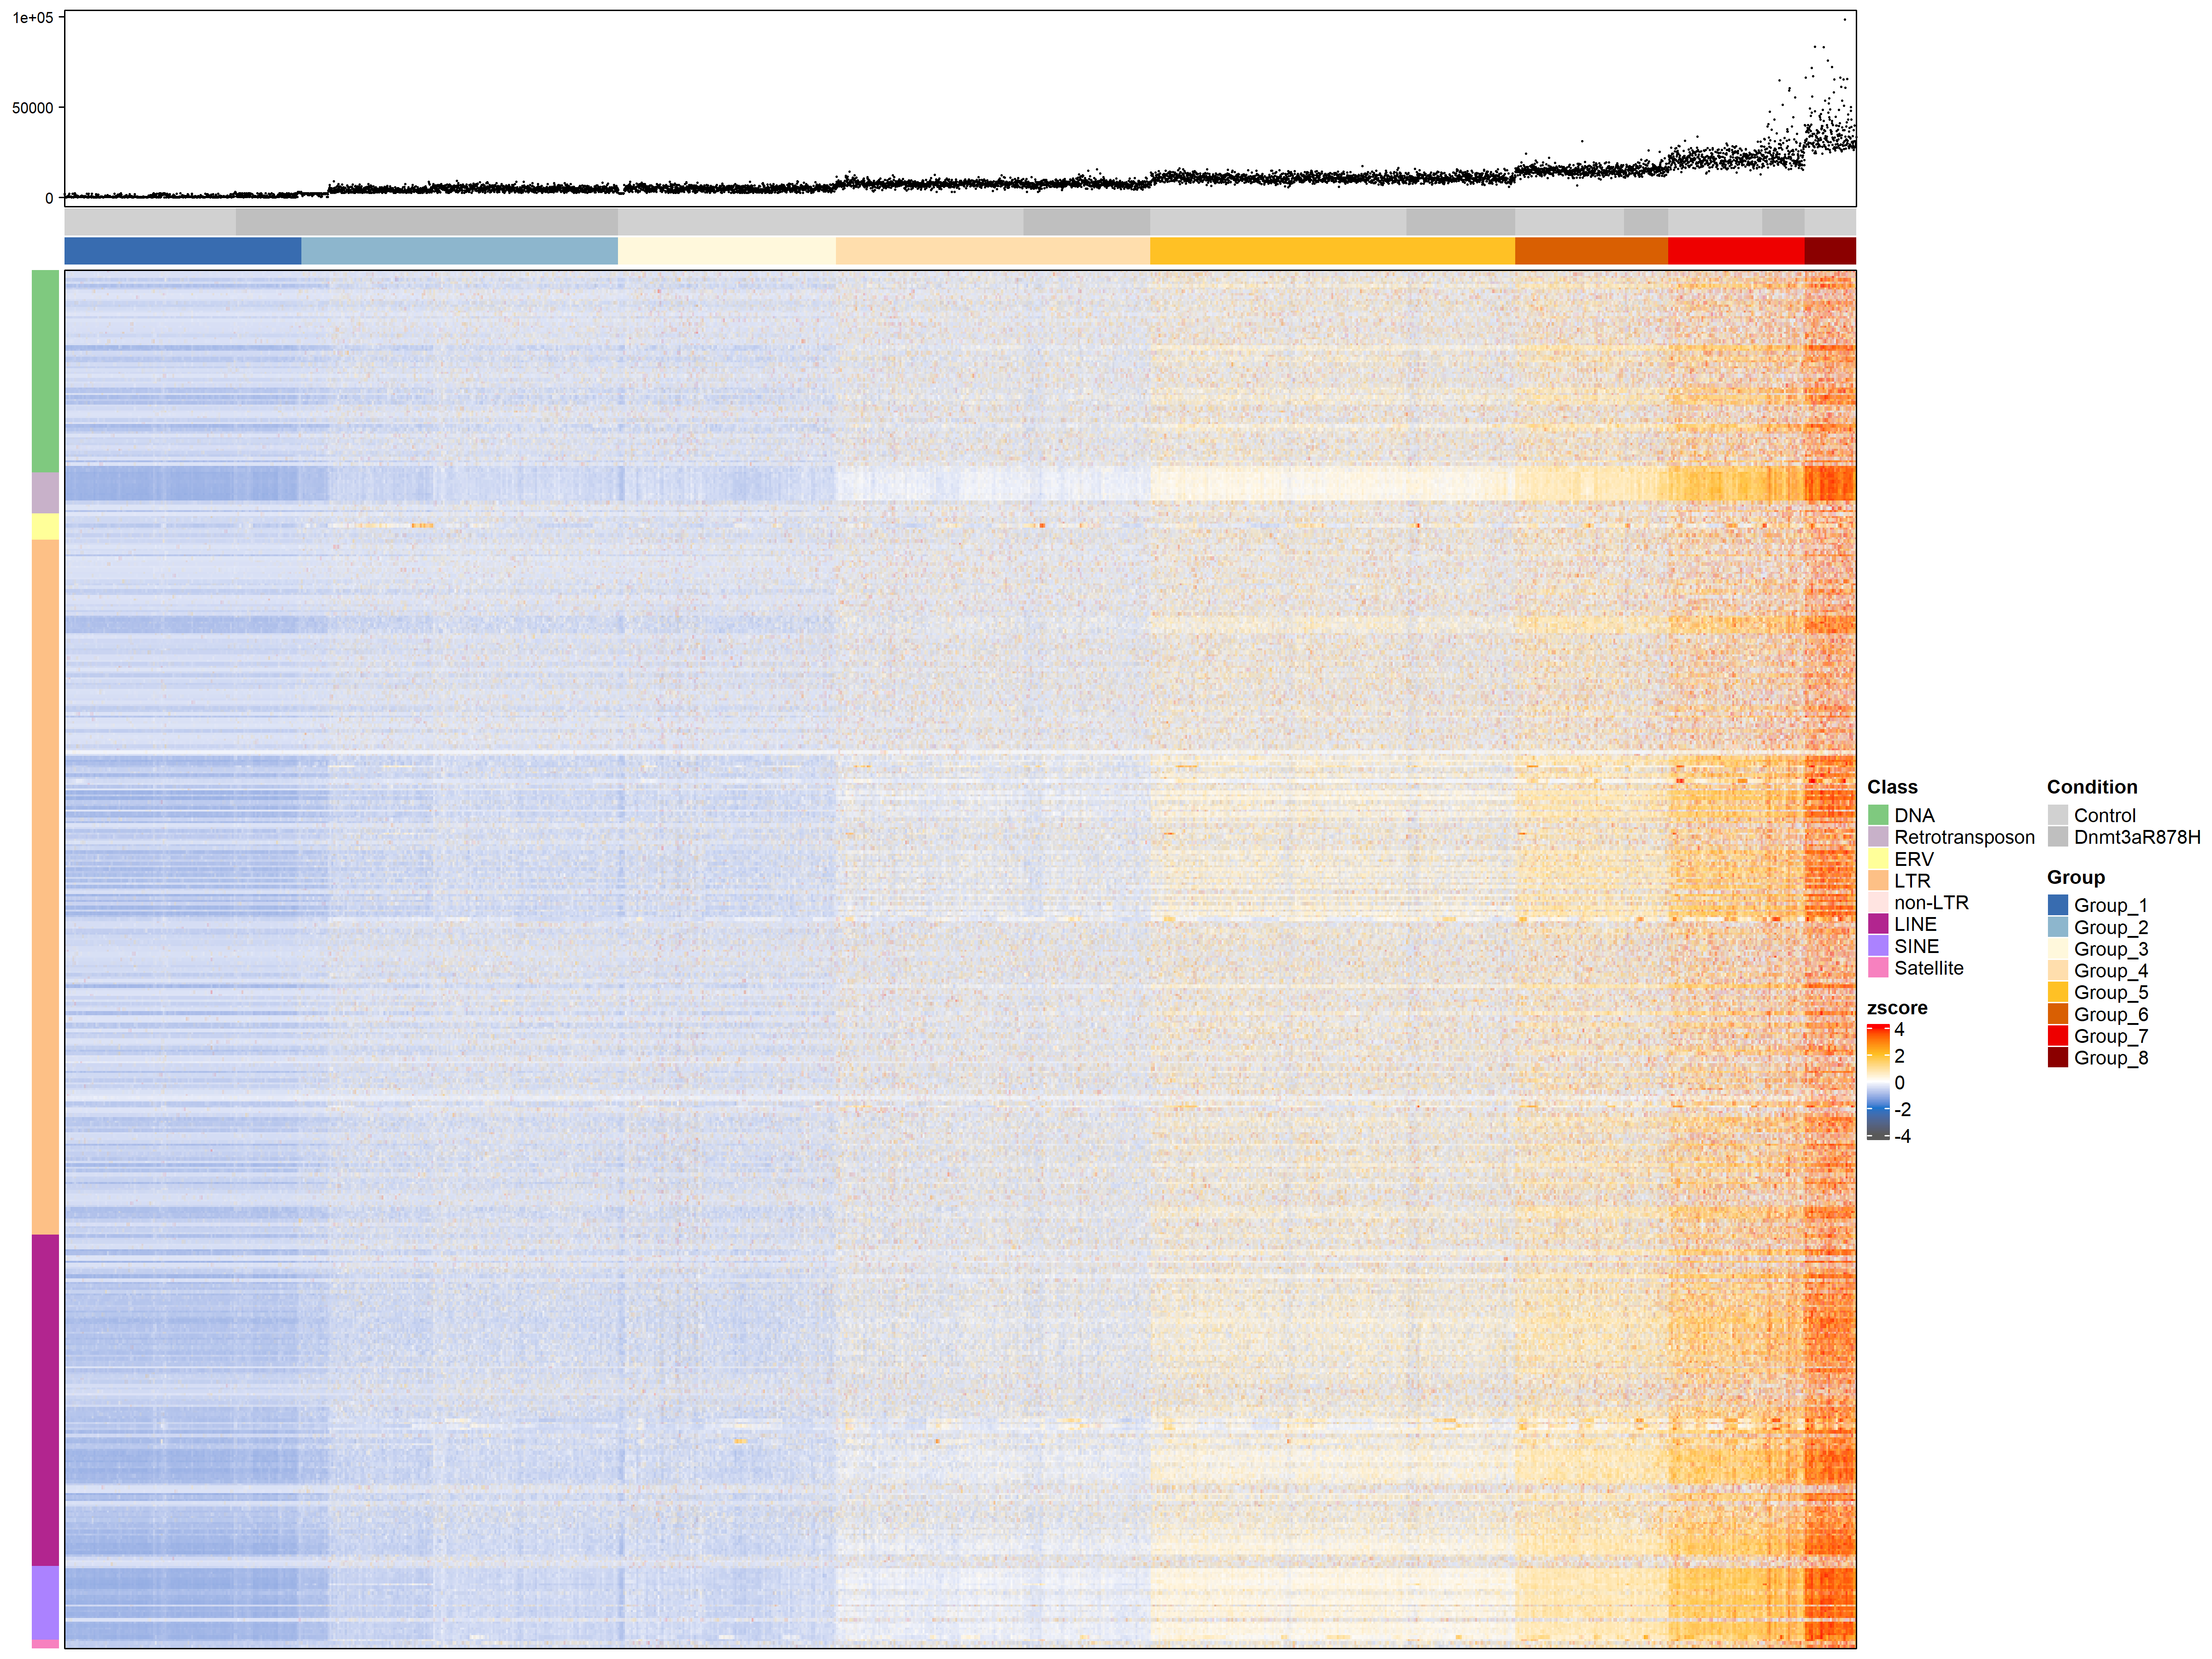 1e+05
50000
0
Class
DNA
Retrotransposon
ERV
LTR
non-LTR
LINE
SINE
Satellite
zscore
4
2
0
-2
-4
Condition
Control
Dnmt3aR878H
Group
Group_1
Group_2
Group_3
Group_4
Group_5
Group_6
Group_7
Group_8